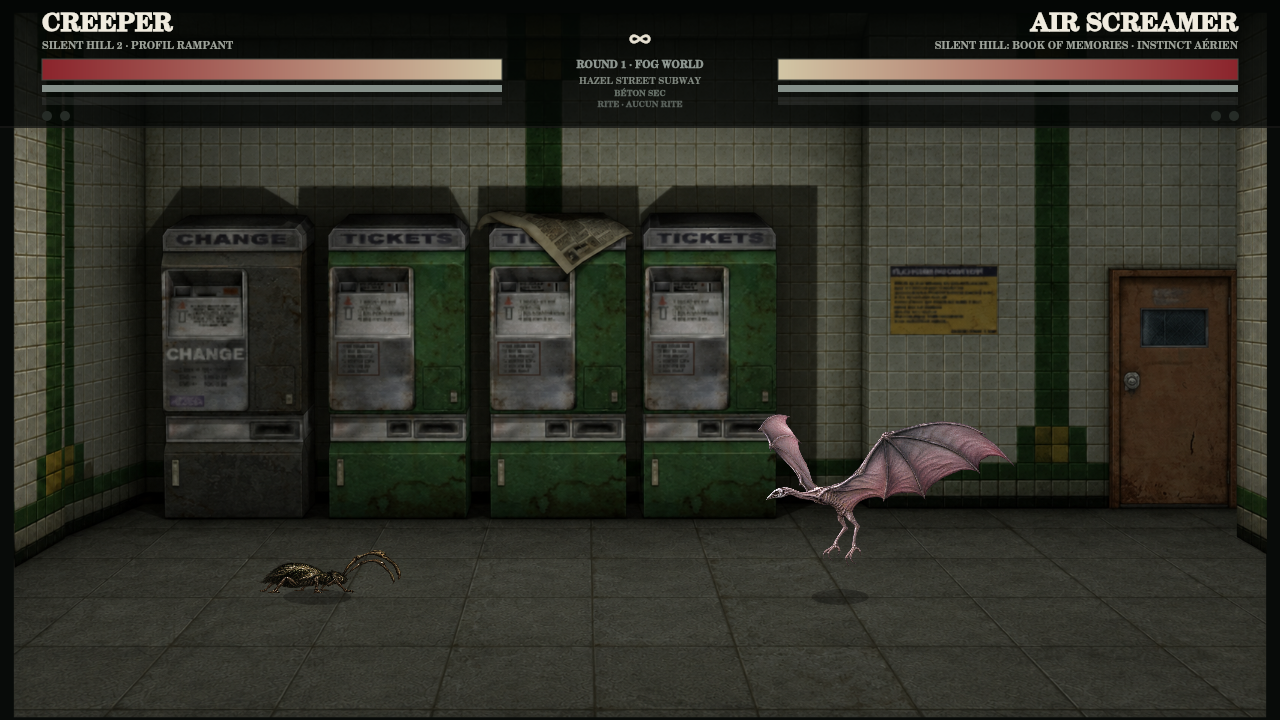 CREEPER
SILENT HILL 2 · PROFIL RAMPANT
∞
ROUND 1 · FOG WORLD
HAZEL STREET SUBWAY
BÉTON SEC
RITE · AUCUN RITE
AIR SCREAMER
SILENT HILL: BOOK OF MEMORIES · INSTINCT AÉRIEN
CHANGE
TICKETS
TI
TICKETS
CHANGE